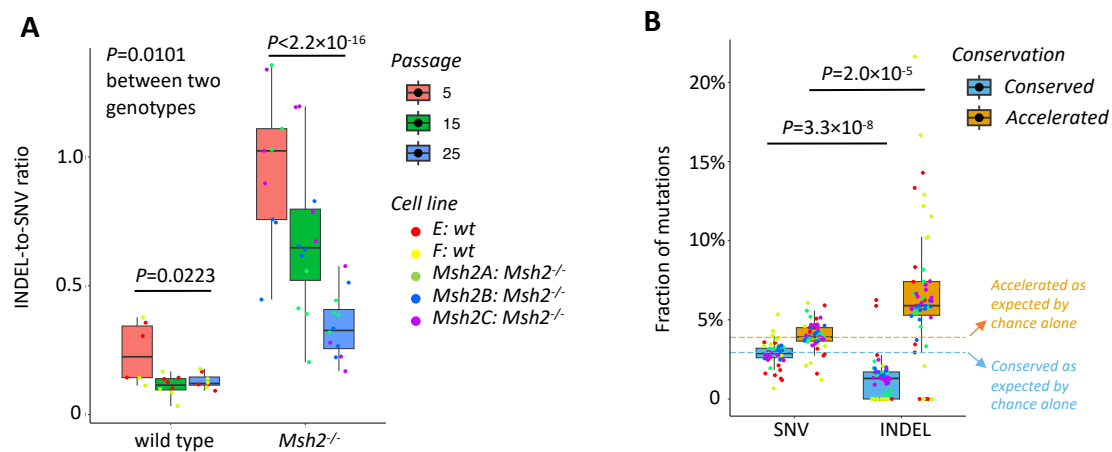 A
P=0.0101
between two
genotypes
P<2.2×10⁻¹⁶
Passage
5
15
25
Cell line
E: wt
F: wt
Msh2A: Msh2⁻/⁻
Msh2B: Msh2⁻/⁻
Msh2C: Msh2⁻/⁻
INDEL-to-SNV ratio
1.0
0.5
0
P=0.0223
wild type
Msh2⁻/⁻
B
Conservation
Conserved
Accelerated
P=2.0×10⁻⁵
P=3.3×10⁻⁸
Fraction of mutations
20%
15%
10%
5%
0
Accelerated as
expected by
chance alone
Conserved as
expected by
chance alone
SNV
INDEL